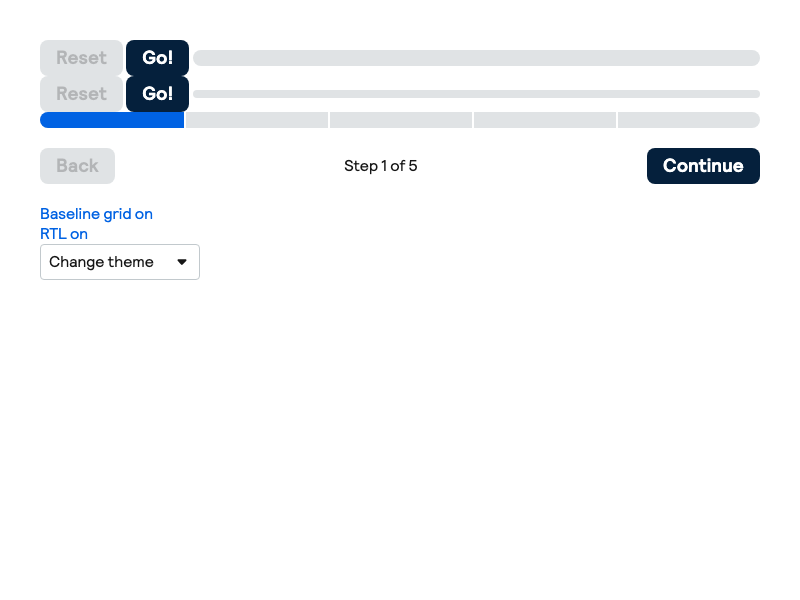 Reset Go!
Reset Go!
Back Step 1 of 5 Continue
Baseline grid on
RTL on
Change theme